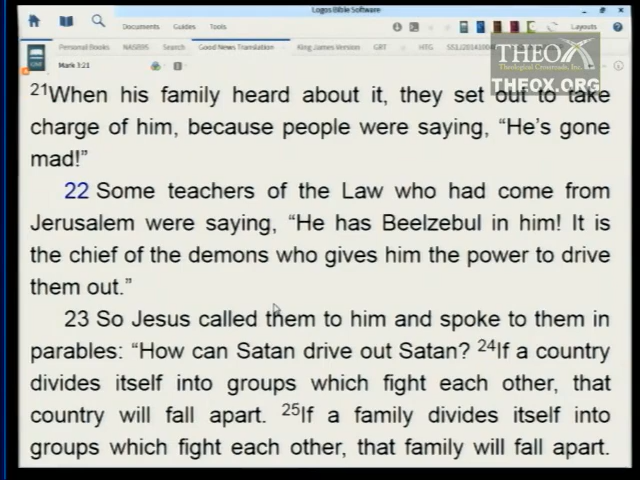 Logos Bible Software
Documents Guides Tools Layouts
Personal Books NASB95 Search Good News Translation King James Version GRT HTG
Mark 3:21
THEOX
Theological Crossroads, Inc.
THEOX.ORG
21When his family heard about it, they set out to take
charge of him, because people were saying, “He’s gone
mad!”
22 Some teachers of the Law who had come from
Jerusalem were saying, “He has Beelzebul in him! It is
the chief of the demons who gives him the power to drive
them out.”
23 So Jesus called them to him and spoke to them in
parables: “How can Satan drive out Satan? 24If a country
divides itself into groups which fight each other, that
country will fall apart. 25If a family divides itself into
groups which fight each other, that family will fall apart.